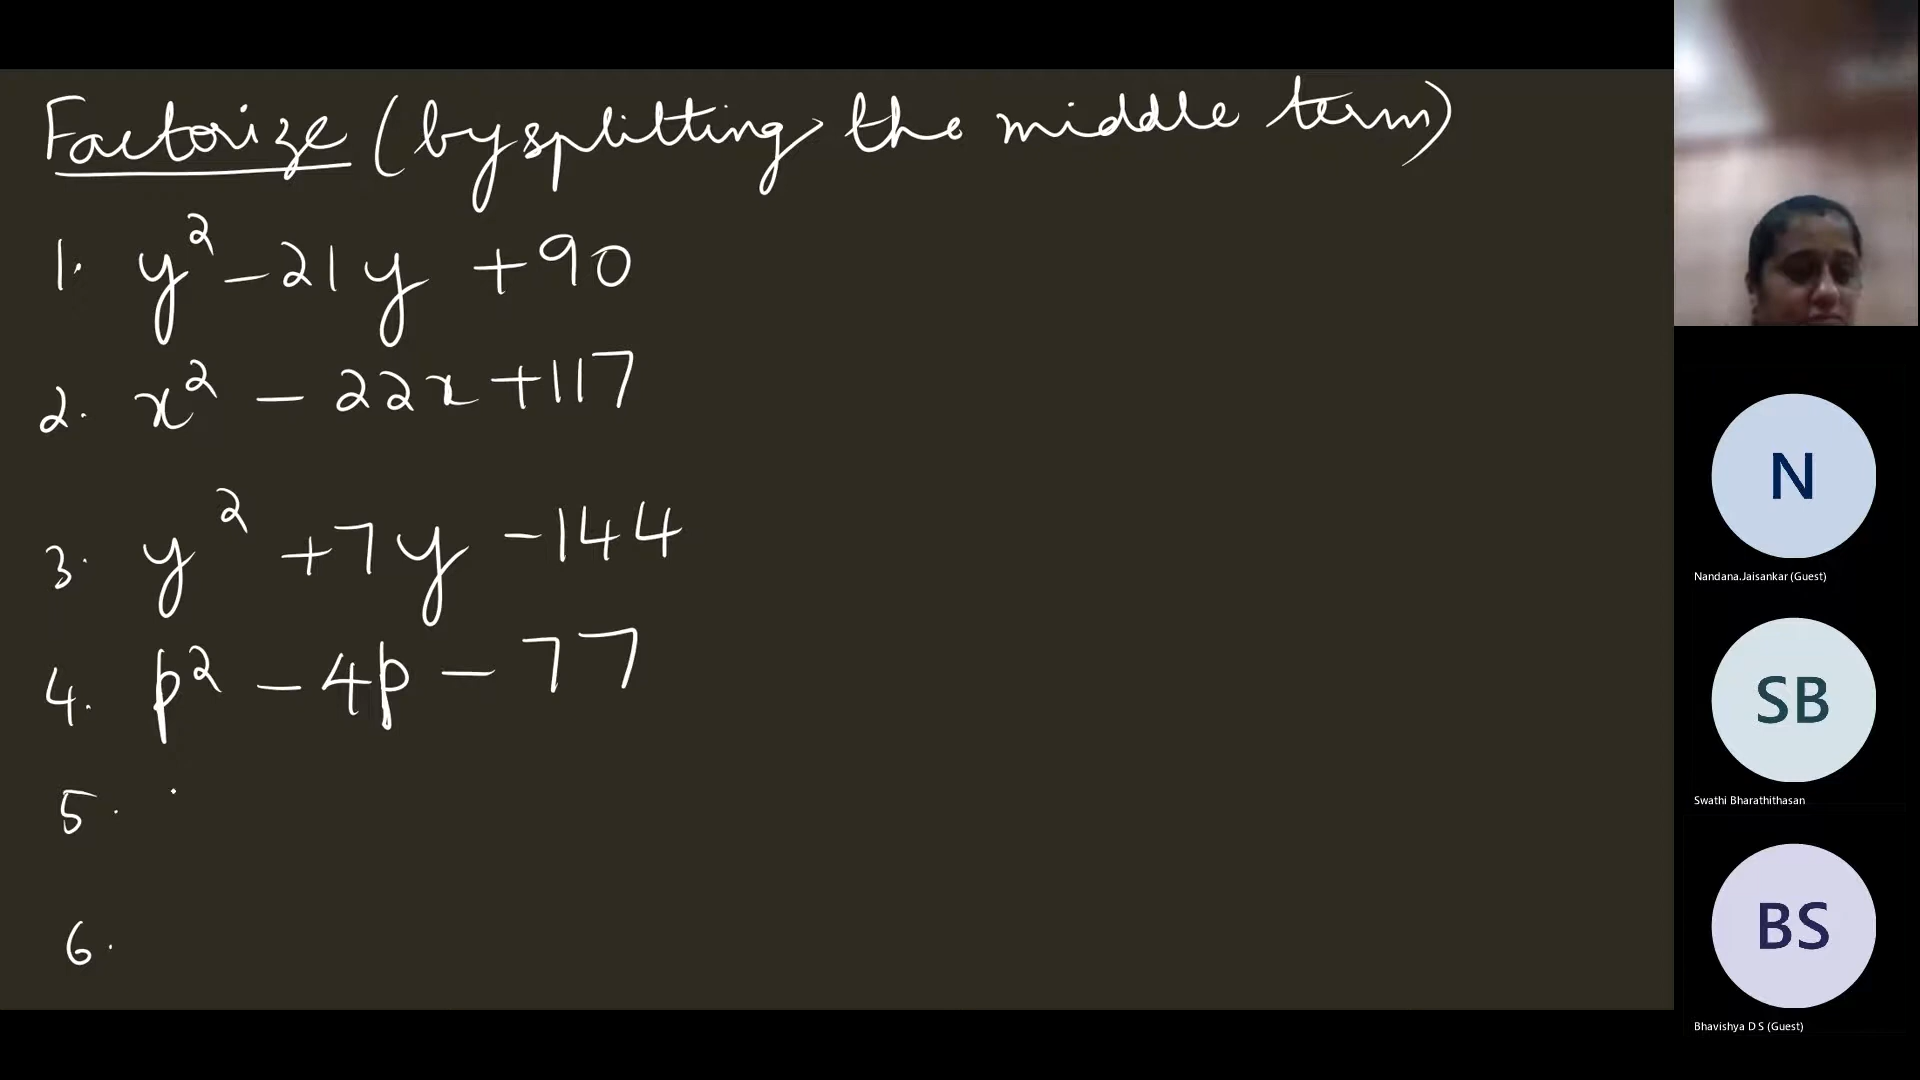 Factorize (by splitting the middle term)
1. y² - 21y + 90
2. x² - 22x + 117
3. y² + 7y - 144
4. p² - 4p - 77
5.
6.
N
Nandana.Jaisankar (Guest)
SB
Swathi Bharathithasan
BS
Bhavishya D S (Guest)